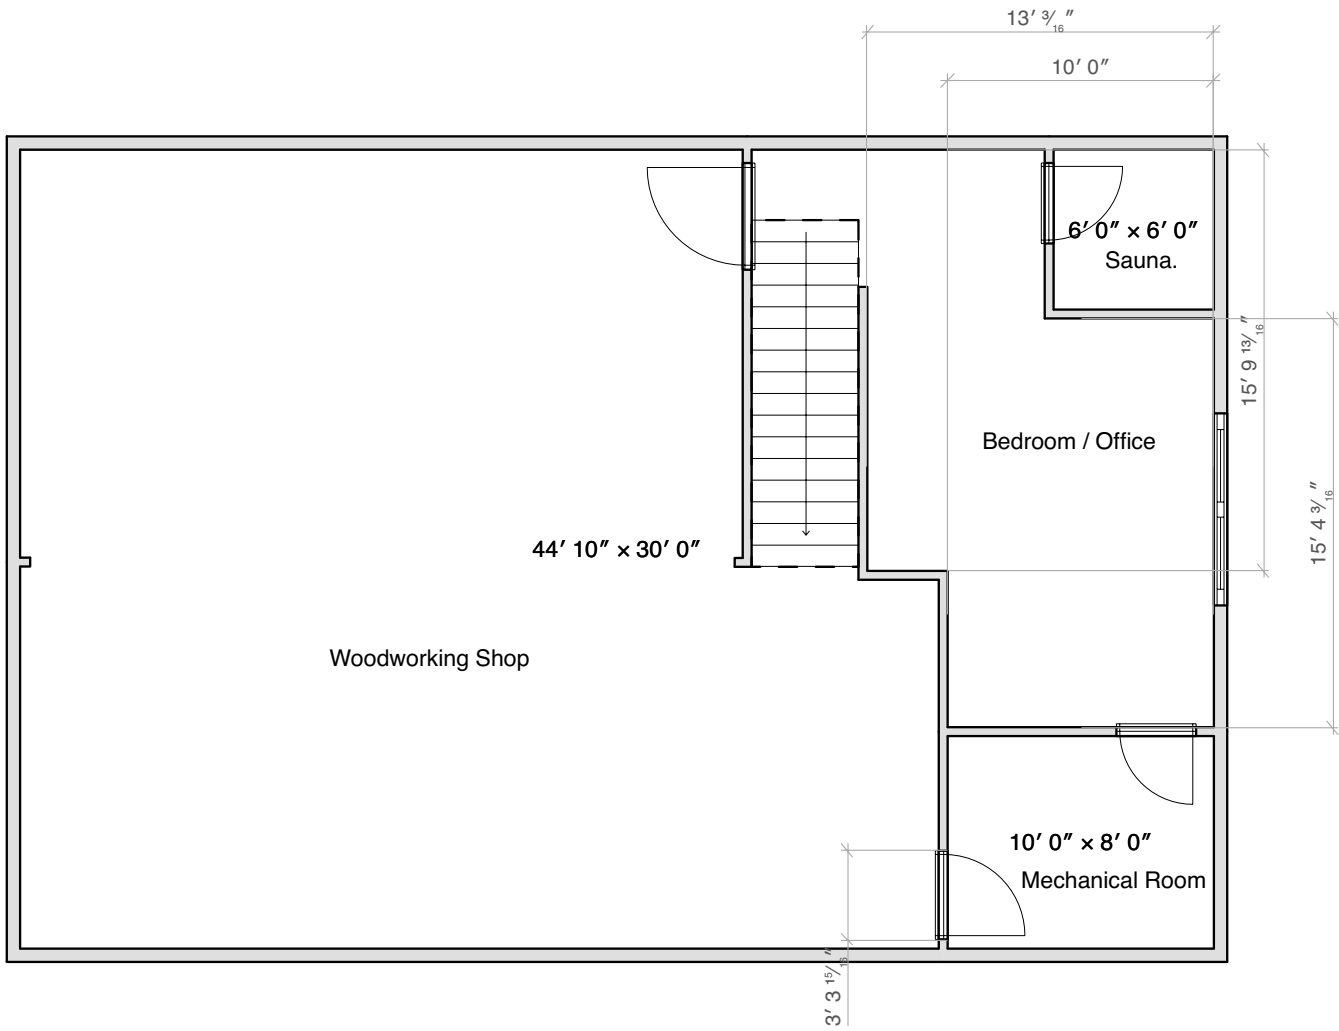 13′ 3⁄16″
10′ 0″
6′ 0″ × 6′ 0″
Sauna.
15′ 9 13⁄16″
Bedroom / Office
15′ 4 3⁄16″
44′ 10″ × 30′ 0″
Woodworking Shop
10′ 0″ × 8′ 0″
Mechanical Room
3′ 3 15⁄16″